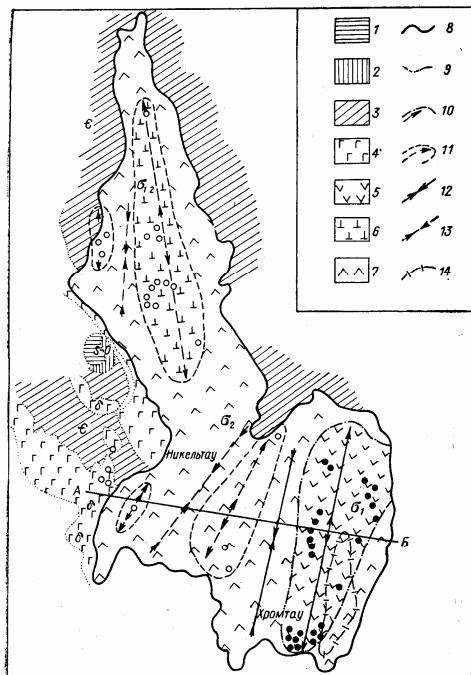 1 8
2 9
3 10
4 11
5 12
6 13
7 14
Є
σ₁₂
S-D
δ
Є
σ₂
Никельтау
А
δ
δ
σ₁
Б
Хромтау